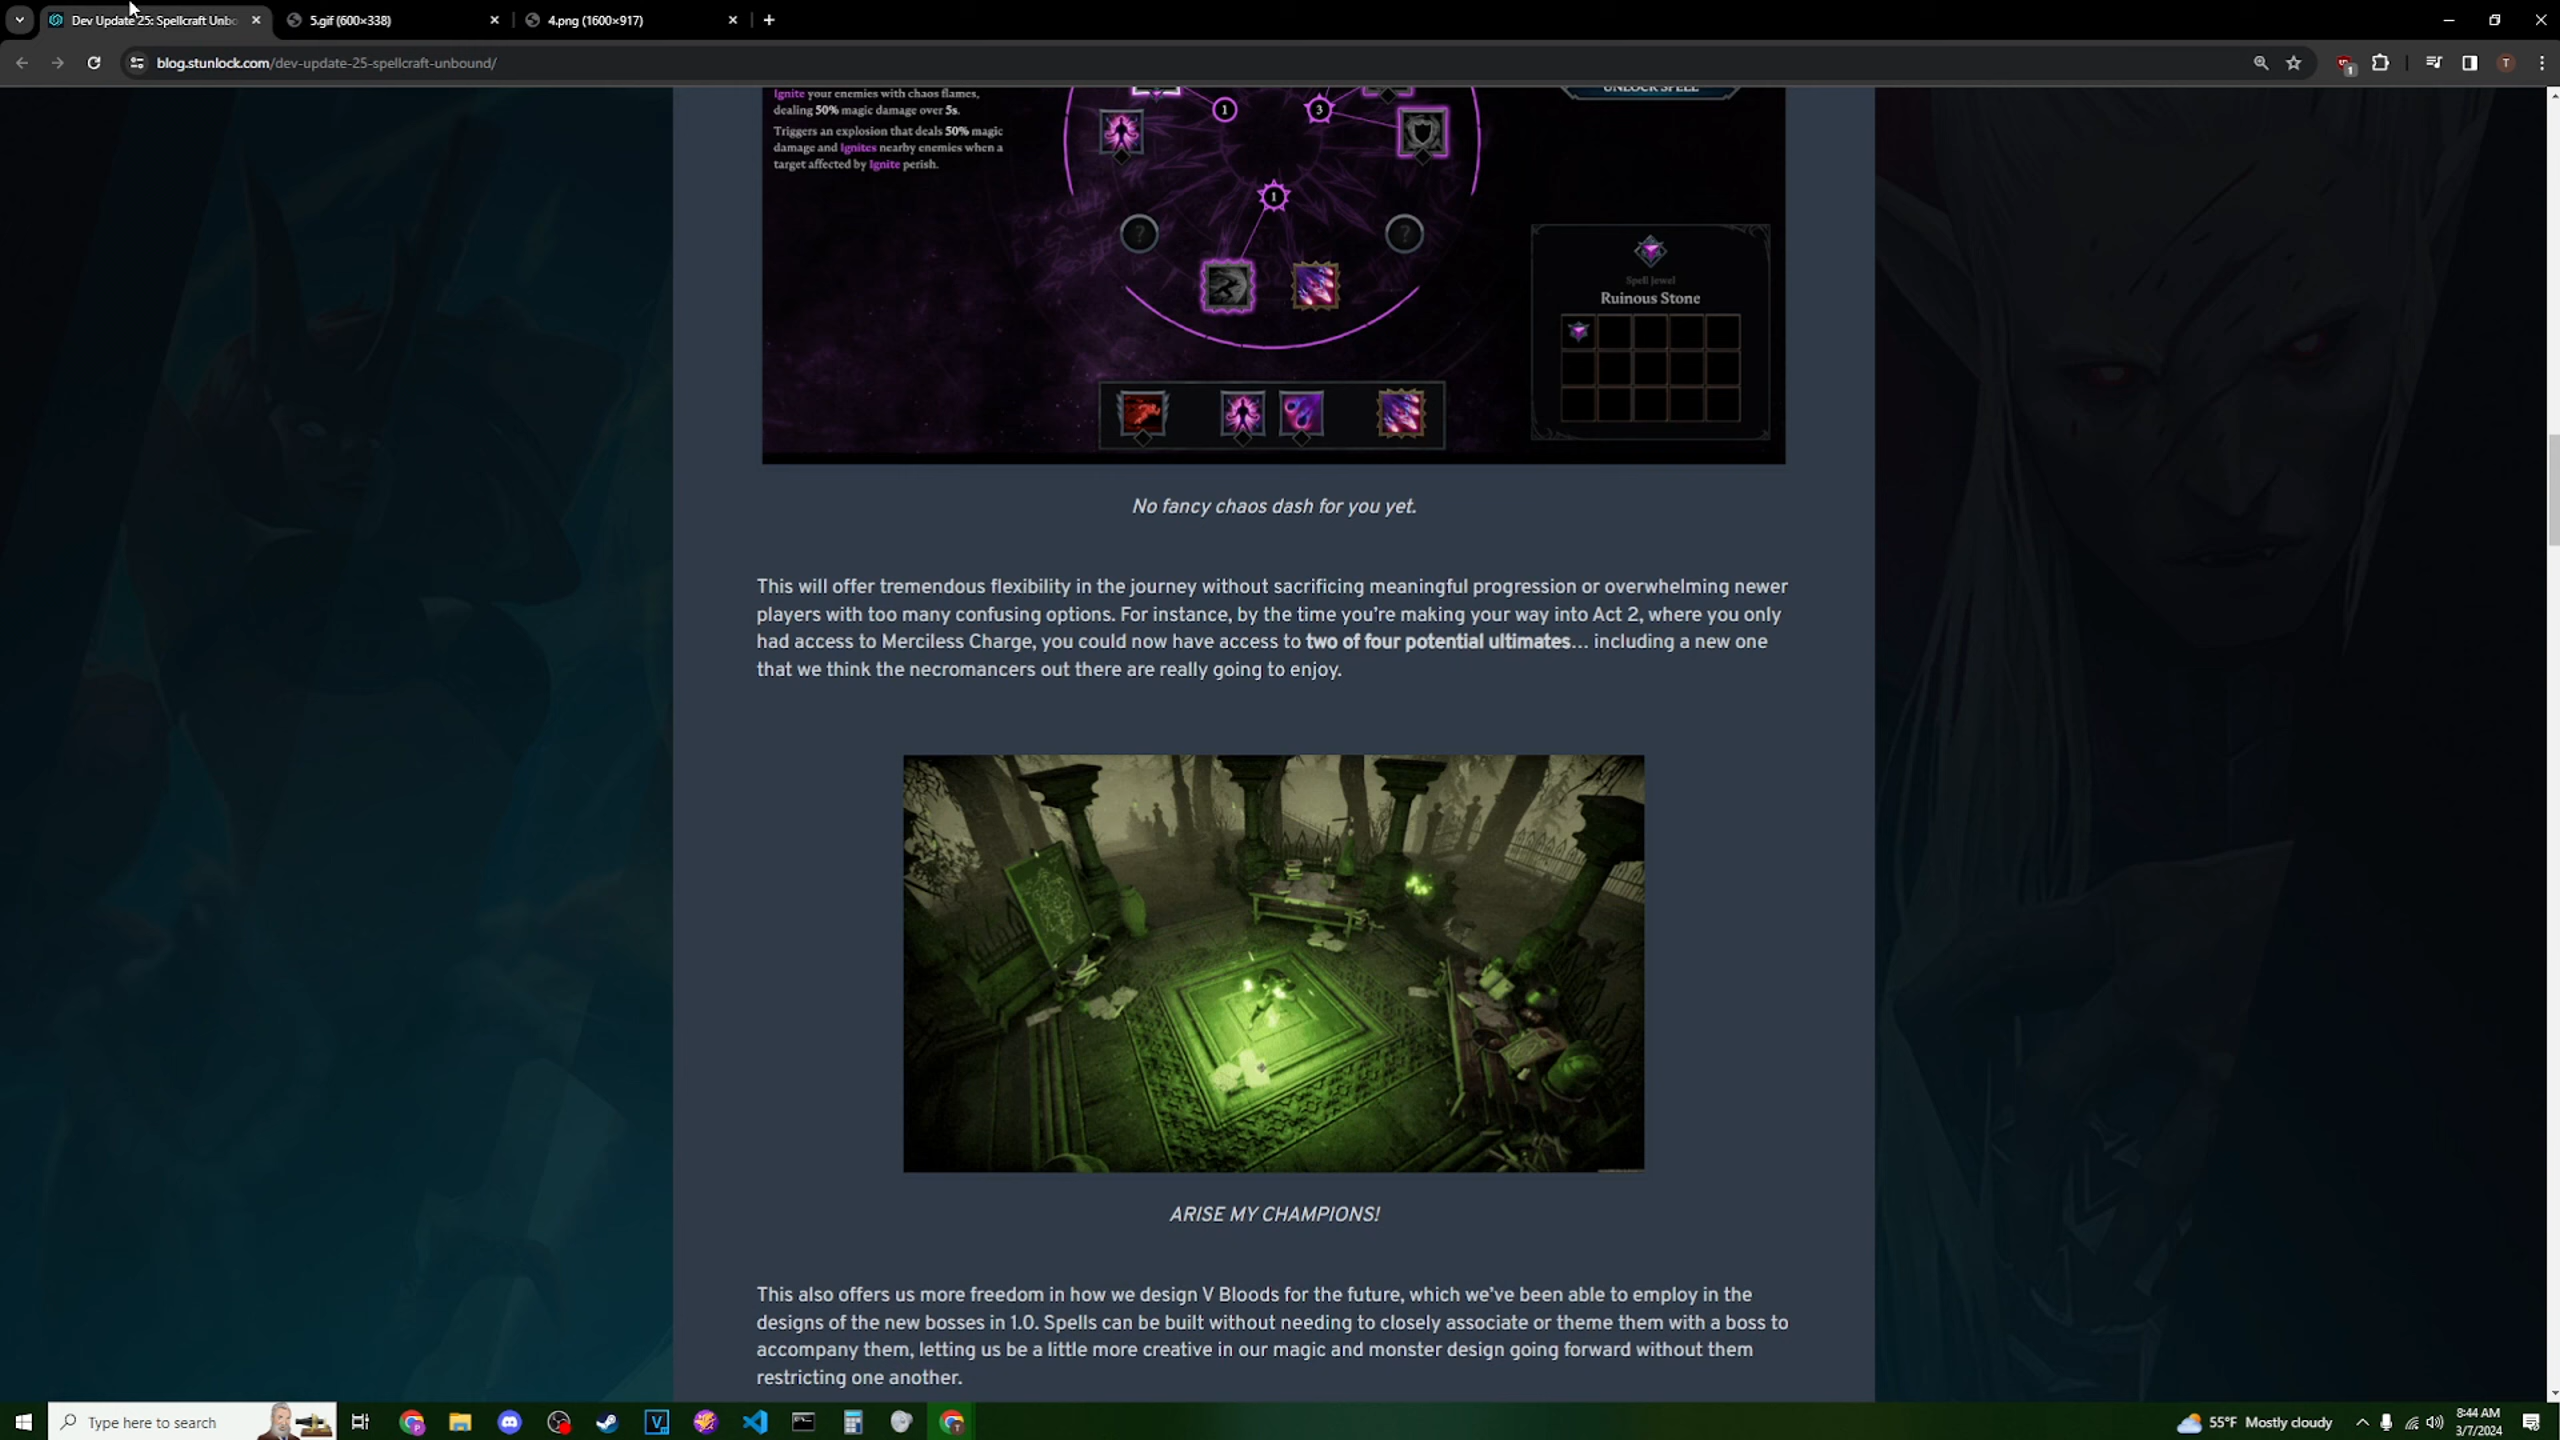 Dev Update 25: Spellcraft Unbo
5.gif (600×338)
4.png (1600×917)
blog.stunlock.com/dev-update-25-spellcraft-unbound/
T
1
Ignite your enemies with chaos flames,
dealing 50% magic damage over 5s.
Triggers an explosion that deals 50% magic
damage and Ignites nearby enemies when a
target affected by Ignite perish.
1
3
1
?
?
UNLOCK SPELL
Spell Jewel
Ruinous Stone
No fancy chaos dash for you yet.
This will offer tremendous flexibility in the journey without sacrificing meaningful progression or overwhelming newer
players with too many confusing options. For instance, by the time you're making your way into Act 2, where you only
had access to Merciless Charge, you could now have access to two of four potential ultimates... including a new one
that we think the necromancers out there are really going to enjoy.
ARISE MY CHAMPIONS!
This also offers us more freedom in how we design V Bloods for the future, which we've been able to employ in the
designs of the new bosses in 1.0. Spells can be built without needing to closely associate or theme them with a boss to
accompany them, letting us be a little more creative in our magic and monster design going forward without them
restricting one another.
Type here to search
55°F Mostly cloudy
8:44 AM
3/7/2024